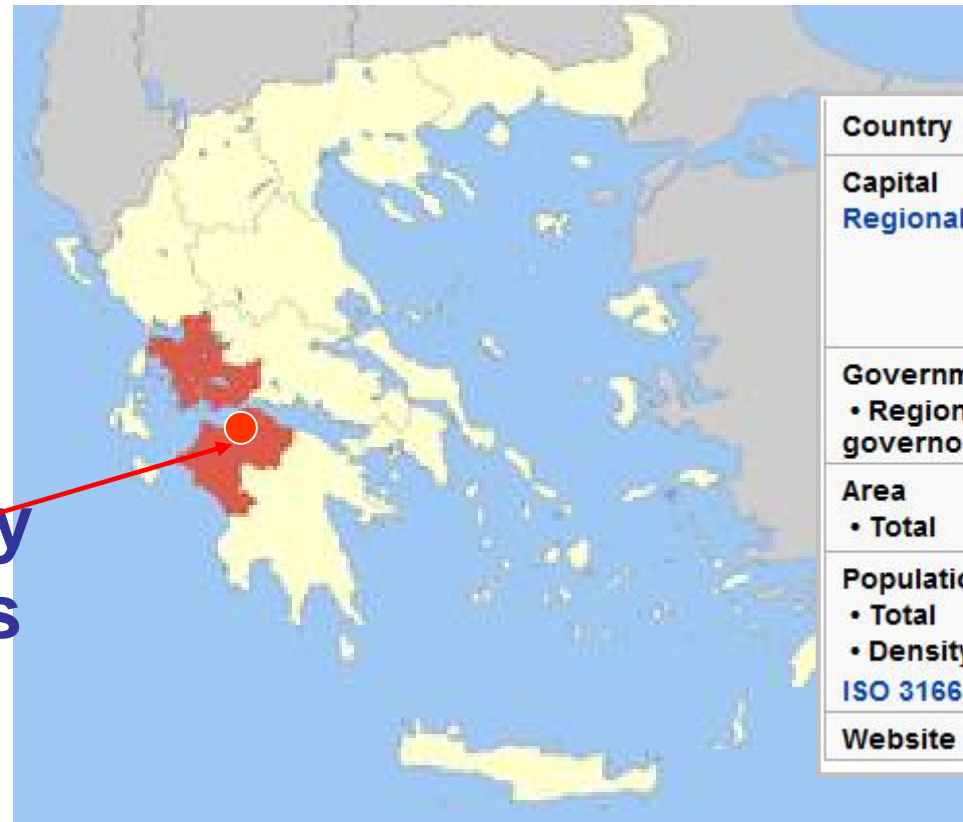 y
s
Country
Capital
Regional
Governm
• Region
governo
Area
• Total
Populatio
• Total
• Density
ISO 3166
Website